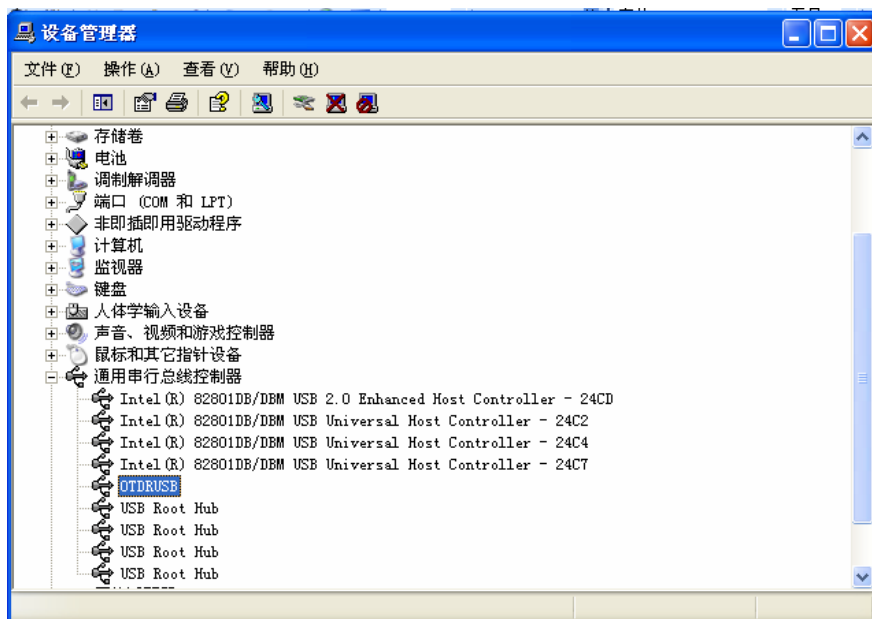 设备管理器
文件(F) 操作(A) 查看(V) 帮助(H)
存储卷
电池
调制解调器
端口 (COM 和 LPT)
非即插即用驱动程序
计算机
监视器
键盘
人体学输入设备
声音、视频和游戏控制器
鼠标和其它指针设备
通用串行总线控制器
Intel(R) 82801DB/DBM USB 2.0 Enhanced Host Controller - 24CD
Intel(R) 82801DB/DBM USB Universal Host Controller - 24C2
Intel(R) 82801DB/DBM USB Universal Host Controller - 24C4
Intel(R) 82801DB/DBM USB Universal Host Controller - 24C7
OTDRUSB
USB Root Hub
USB Root Hub
USB Root Hub
USB Root Hub